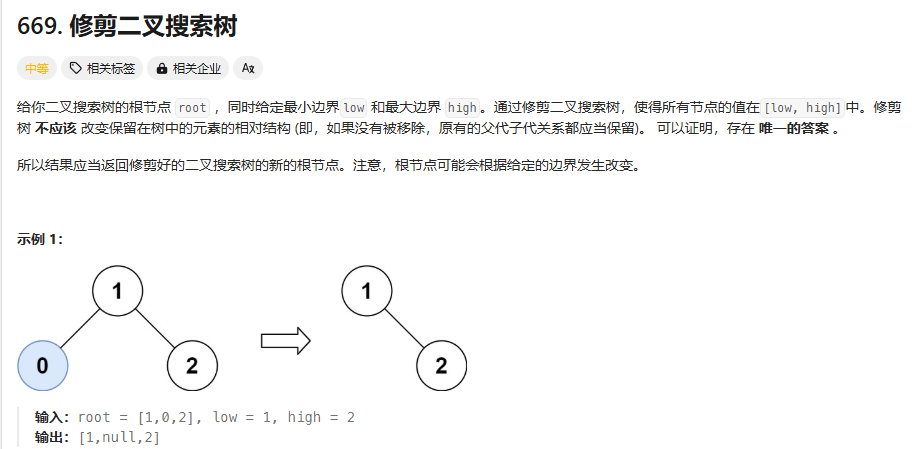 669. 修剪二叉搜索树
中等 相关标签 相关企业 Az
给你二叉搜索树的根节点 root ，同时给定最小边界 low 和最大边界 high。通过修剪二叉搜索树，使得所有节点的值在 [low, high] 中。修剪
树 不应该 改变保留在树中的元素的相对结构 (即，如果没有被移除，原有的父代子代关系都应当保留)。 可以证明，存在 唯一的答案 。
所以结果应当返回修剪好的二叉搜索树的新的根节点。注意，根节点可能会根据给定的边界发生改变。
示例 1：
1 1
0 2 2
输入：root = [1,0,2], low = 1, high = 2
输出：[1,null,2]